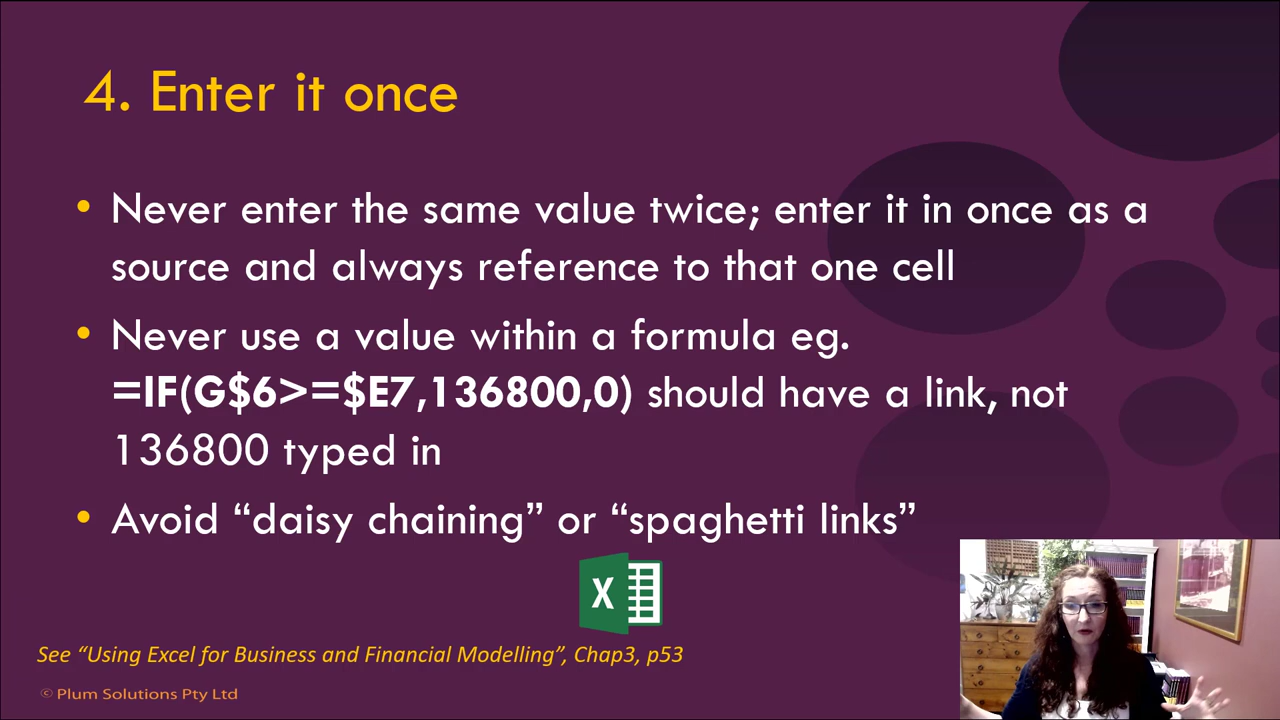 4. Enter it once
• Never enter the same value twice; enter it in once as a
source and always reference to that one cell
• Never use a value within a formula eg.
=IF(G$6>=$E7,136800,0) should have a link, not
136800 typed in
• Avoid “daisy chaining” or “spaghetti links”
X
See “Using Excel for Business and Financial Modelling”, Chap3, p53
© Plum Solutions Pty Ltd